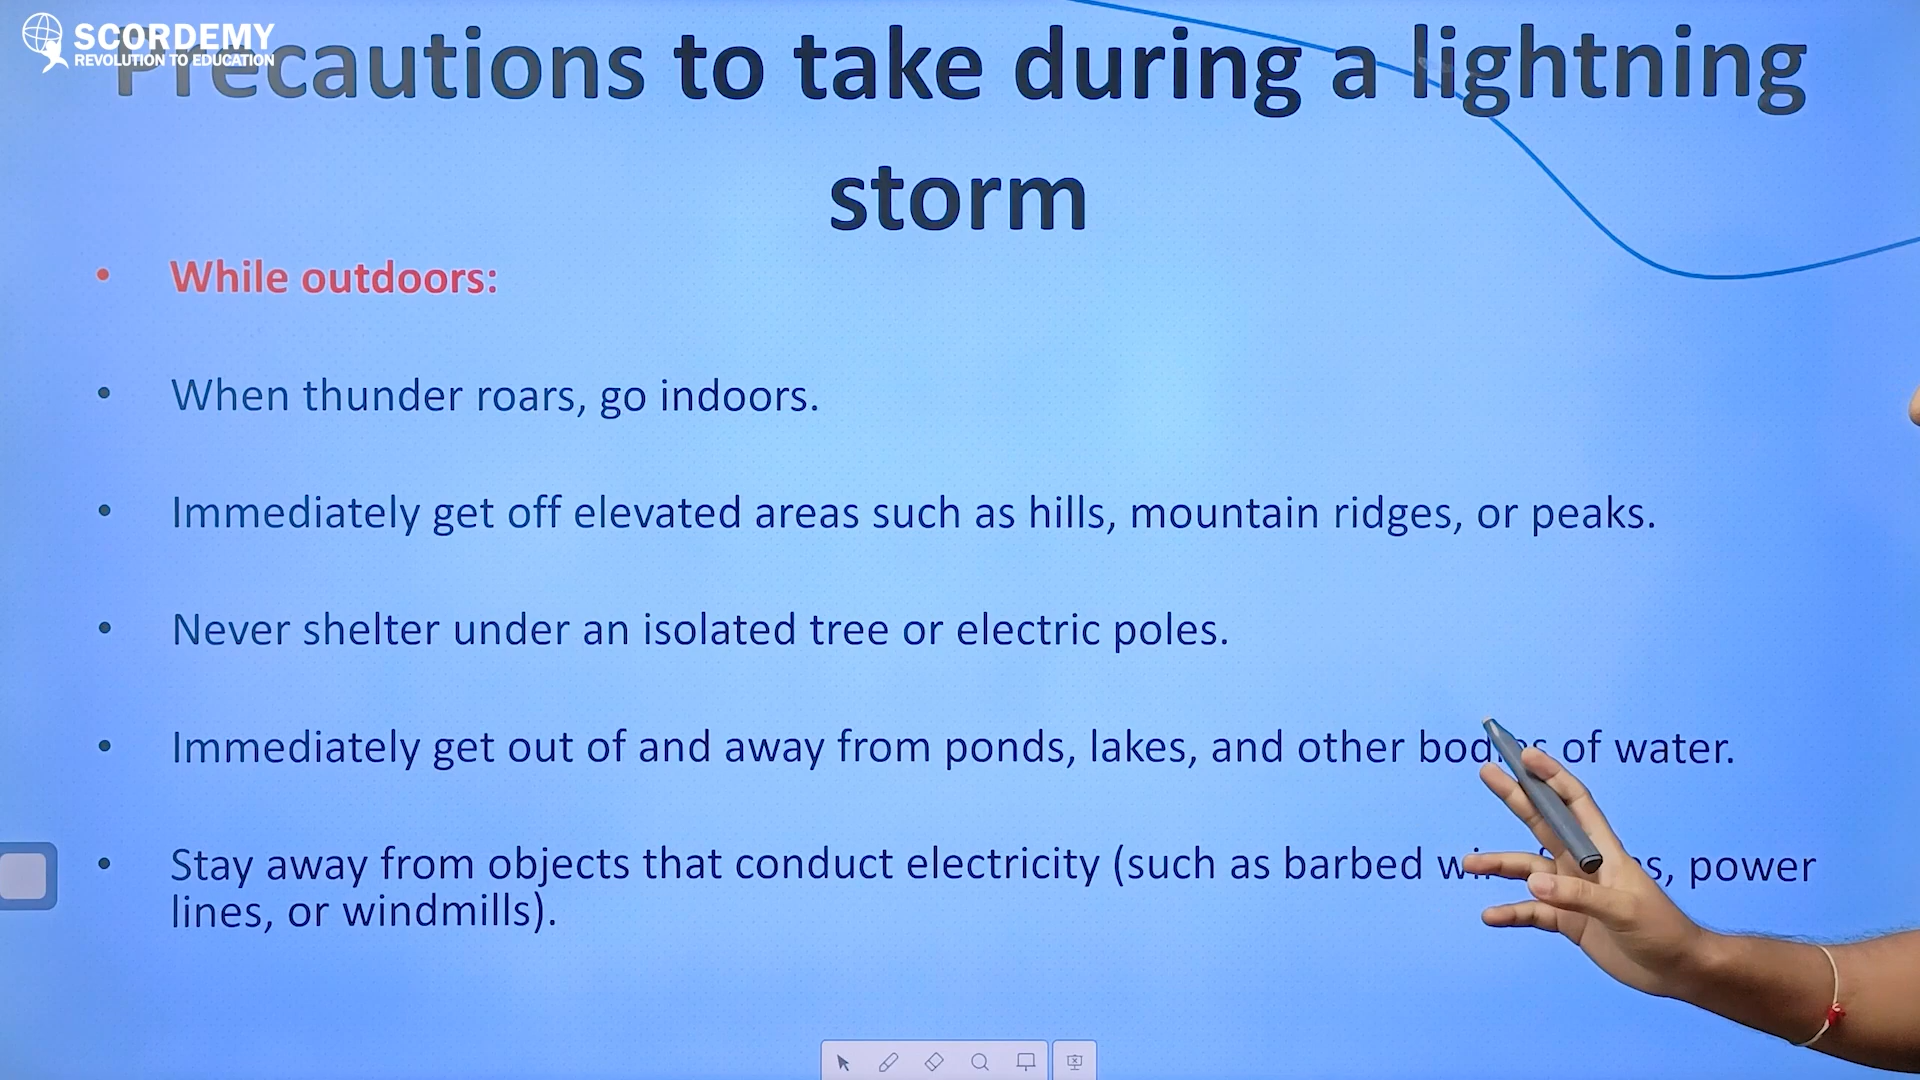 SCORDEMY
REVOLUTION TO EDUCATION
Precautions to take during a lightning
storm
• While outdoors:
• When thunder roars, go indoors.
• Immediately get off elevated areas such as hills, mountain ridges, or peaks.
• Never shelter under an isolated tree or electric poles.
• Immediately get out of and away from ponds, lakes, and other bodies of water.
• Stay away from objects that conduct electricity (such as barbed power
lines, or windmills).